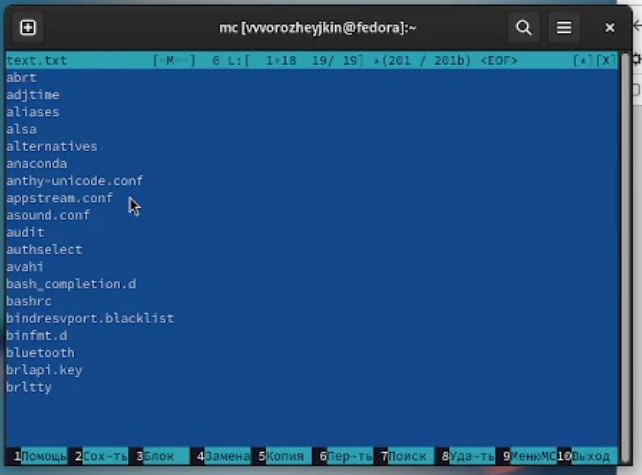 mc [vvvorozheyjkin@fedora]:~
text.txt [-M--] 6 L:[ 1+18 19/ 19] *(201 / 201b) <EOF> [*][X]
abrt
adjtime
aliases
alsa
alternatives
anaconda
anthy-unicode.conf
appstream.conf
asound.conf
audit
authselect
avahi
bash_completion.d
bashrc
bindresvport.blacklist
binfmt.d
bluetooth
brlapi.key
brltty
1Помощь 2Сох-ть 3Блок 4Замена 5Копия 6Пер-ть 7Поиск 8Уда-ть 9МенюMC 10Выход